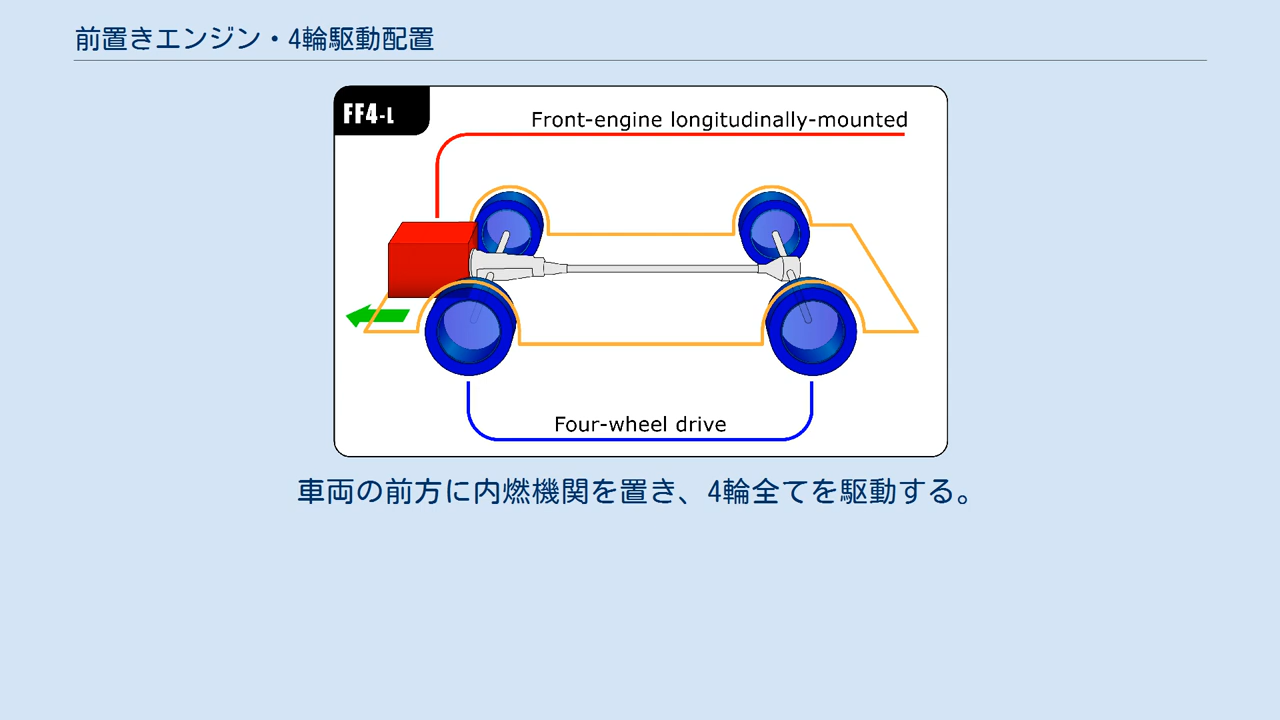 前置きエンジン・4輪駆動配置
FF4-L
Front-engine longitudinally-mounted
Four-wheel drive
車両の前方に内燃機関を置き、4輪全てを駆動する。